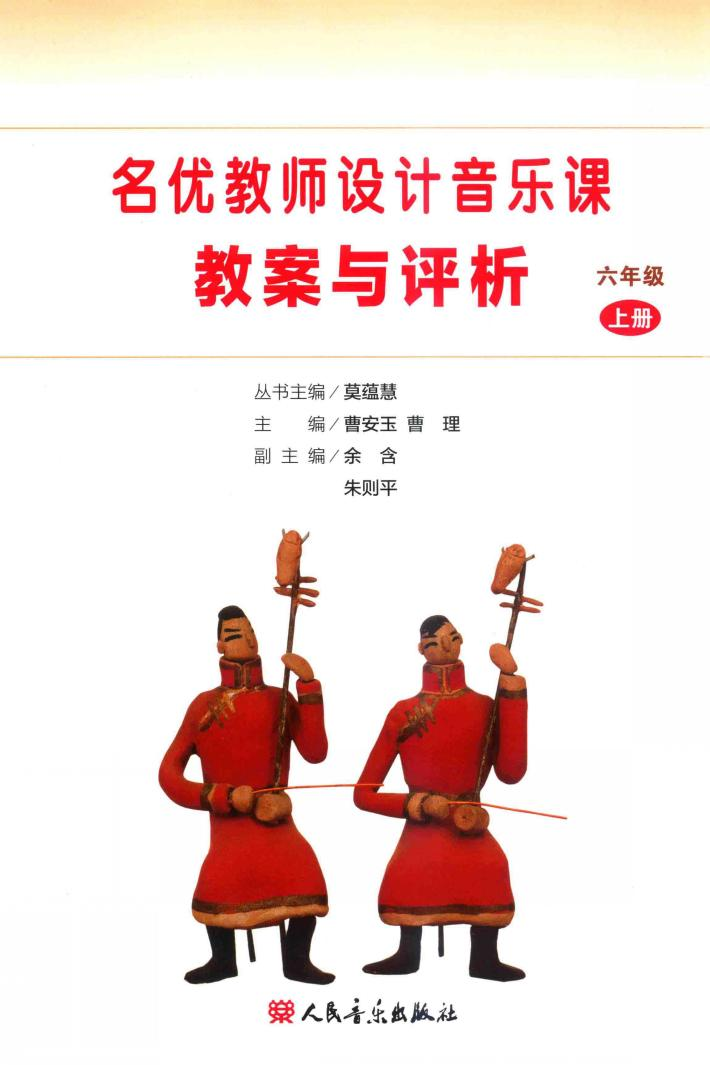 名优教师设计音乐课
教案与评析
六年级
上册
丛书主编/莫蕴慧
主 编/曹安玉 曹 理
副 主 编/余 含
朱则平
人民音乐出版社